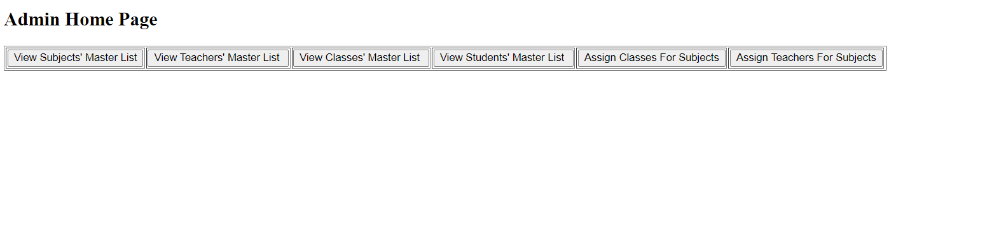 Admin Home Page
View Subjects' Master List View Teachers' Master List View Classes' Master List View Students' Master List Assign Classes For Subjects Assign Teachers For Subjects